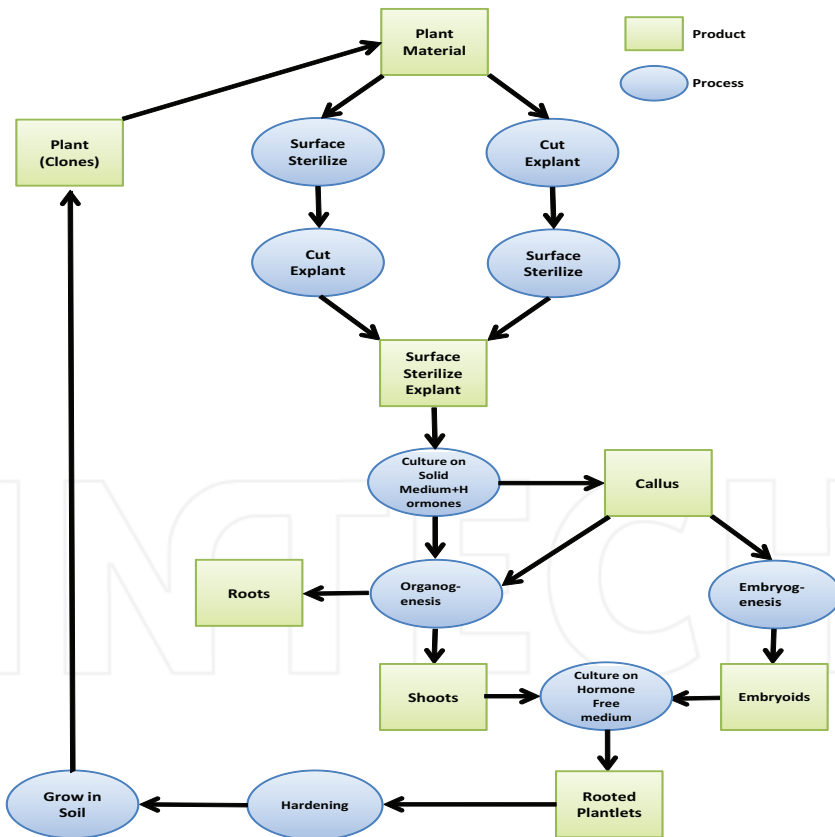 Plant
Material
Product
Process
Plant
(Clones)
Surface
Sterilize
Cut
Explant
Cut
Explant
Surface
Sterilize
Surface
Sterilize
Explant
Culture on
Solid
Medium+H
ormones
Callus
Roots
Organog-
enesis
Embryog-
enesis
Shoots
Culture on
Hormone
Free
medium
Embryoids
Grow in
Soil
Hardening
Rooted
Plantlets
INTECH